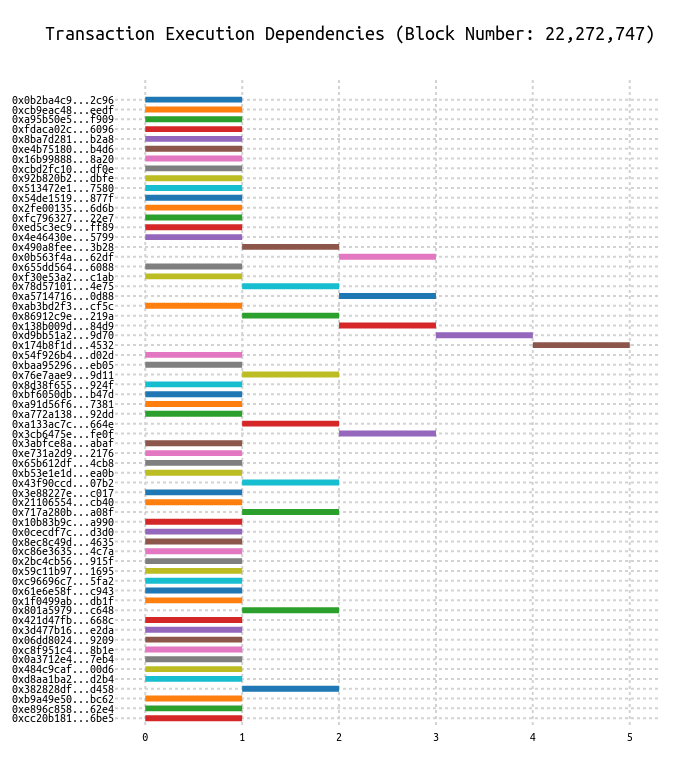 Transaction Execution Dependencies (Block Number: 22,272,747)
0x0b2ba4c9...2c96
0xcb9eac48...eedf
0xa95b50e5...f909
0xfdaca02c...6096
0x8ba7d281...b2a8
0xe4b75180...b4d6
0x16b99888...8a20
0xcbd2fc10...df0e
0x92b820b2...dbfe
0x513472e1...7580
0x54de1519...877f
0x2fe00135...6d6b
0xfc796327...22e7
0xed5c3ec9...ff89
0x4e46430e...5799
0x490a8fee...3b28
0x0b563f4a...62df
0x655dd564...6088
0xf30e53a2...c1ab
0x78d57101...4e75
0xa5714716...0d88
0xab3bd2f3...cf5c
0x86912c9e...219a
0x138b009d...84d9
0xd9bb51a2...9d70
0x174b8f1d...4532
0x54f926b4...d02d
0xbaa95296...eb05
0x76e7aae9...9d11
0x8d38f655...924f
0xbf6050db...b47d
0xa91d56f6...7381
0xa772a138...92dd
0xa133ac7c...664e
0x3cb6475e...fe0f
0x3abfce8a...abaf
0xe731a2d9...2176
0x65b612df...4cb8
0xb53e1e1d...ea0b
0x43f90ccd...07b2
0x3e88227e...c017
0x21106554...cb40
0x717a280b...a08f
0x10b83b9c...a990
0x0cecdf7c...d3d0
0x8ec8c49d...4635
0xc86e3635...4c7a
0x2bc4cb56...915f
0x59c11b97...1695
0xc96696c7...5fa2
0x61e6e58f...c943
0x1f0499ab...db1f
0x801a5979...c648
0x421d47fb...668c
0x3d477b16...e2da
0x06dd8024...9209
0xc8f951c4...8b1e
0x0a3712e4...7eb4
0x484c9caf...00d6
0xd8aa1ba2...d2b4
0x382828df...d458
0xb9a49e50...bc62
0xe896c858...62e4
0xcc20b181...6be5
0 1 2 3 4 5